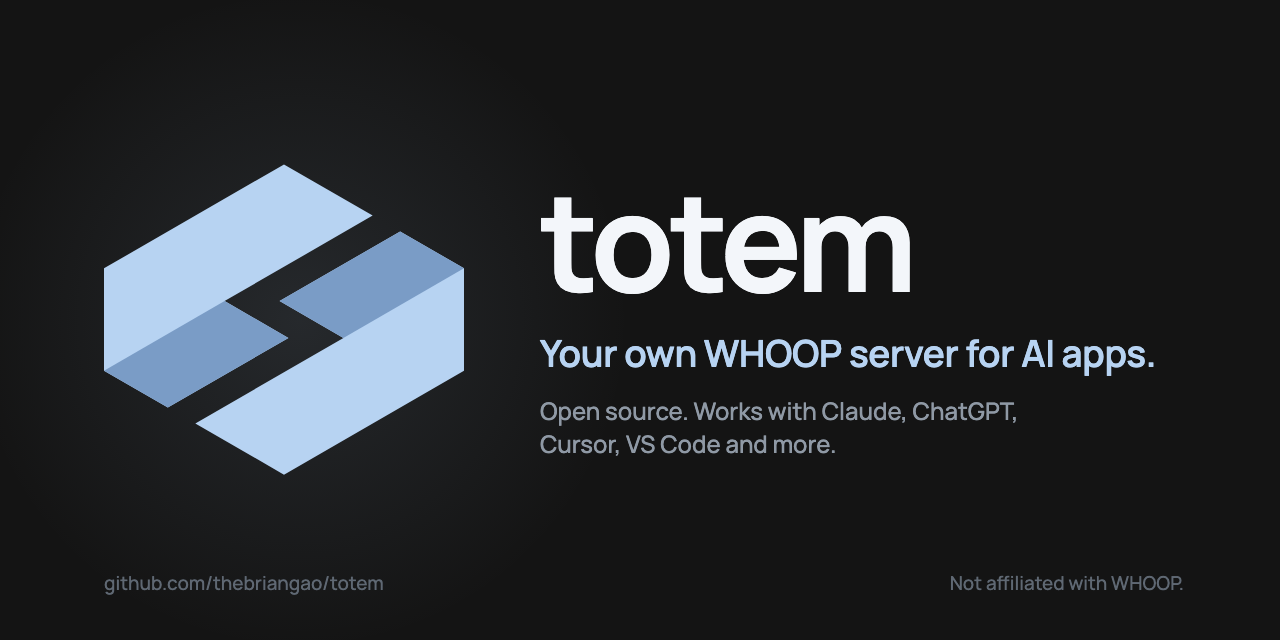 totem
Your own WHOOP server for AI apps.
Open source. Works with Claude, ChatGPT,
Cursor, VS Code and more.
github.com/thebriangao/totem
Not affiliated with WHOOP.